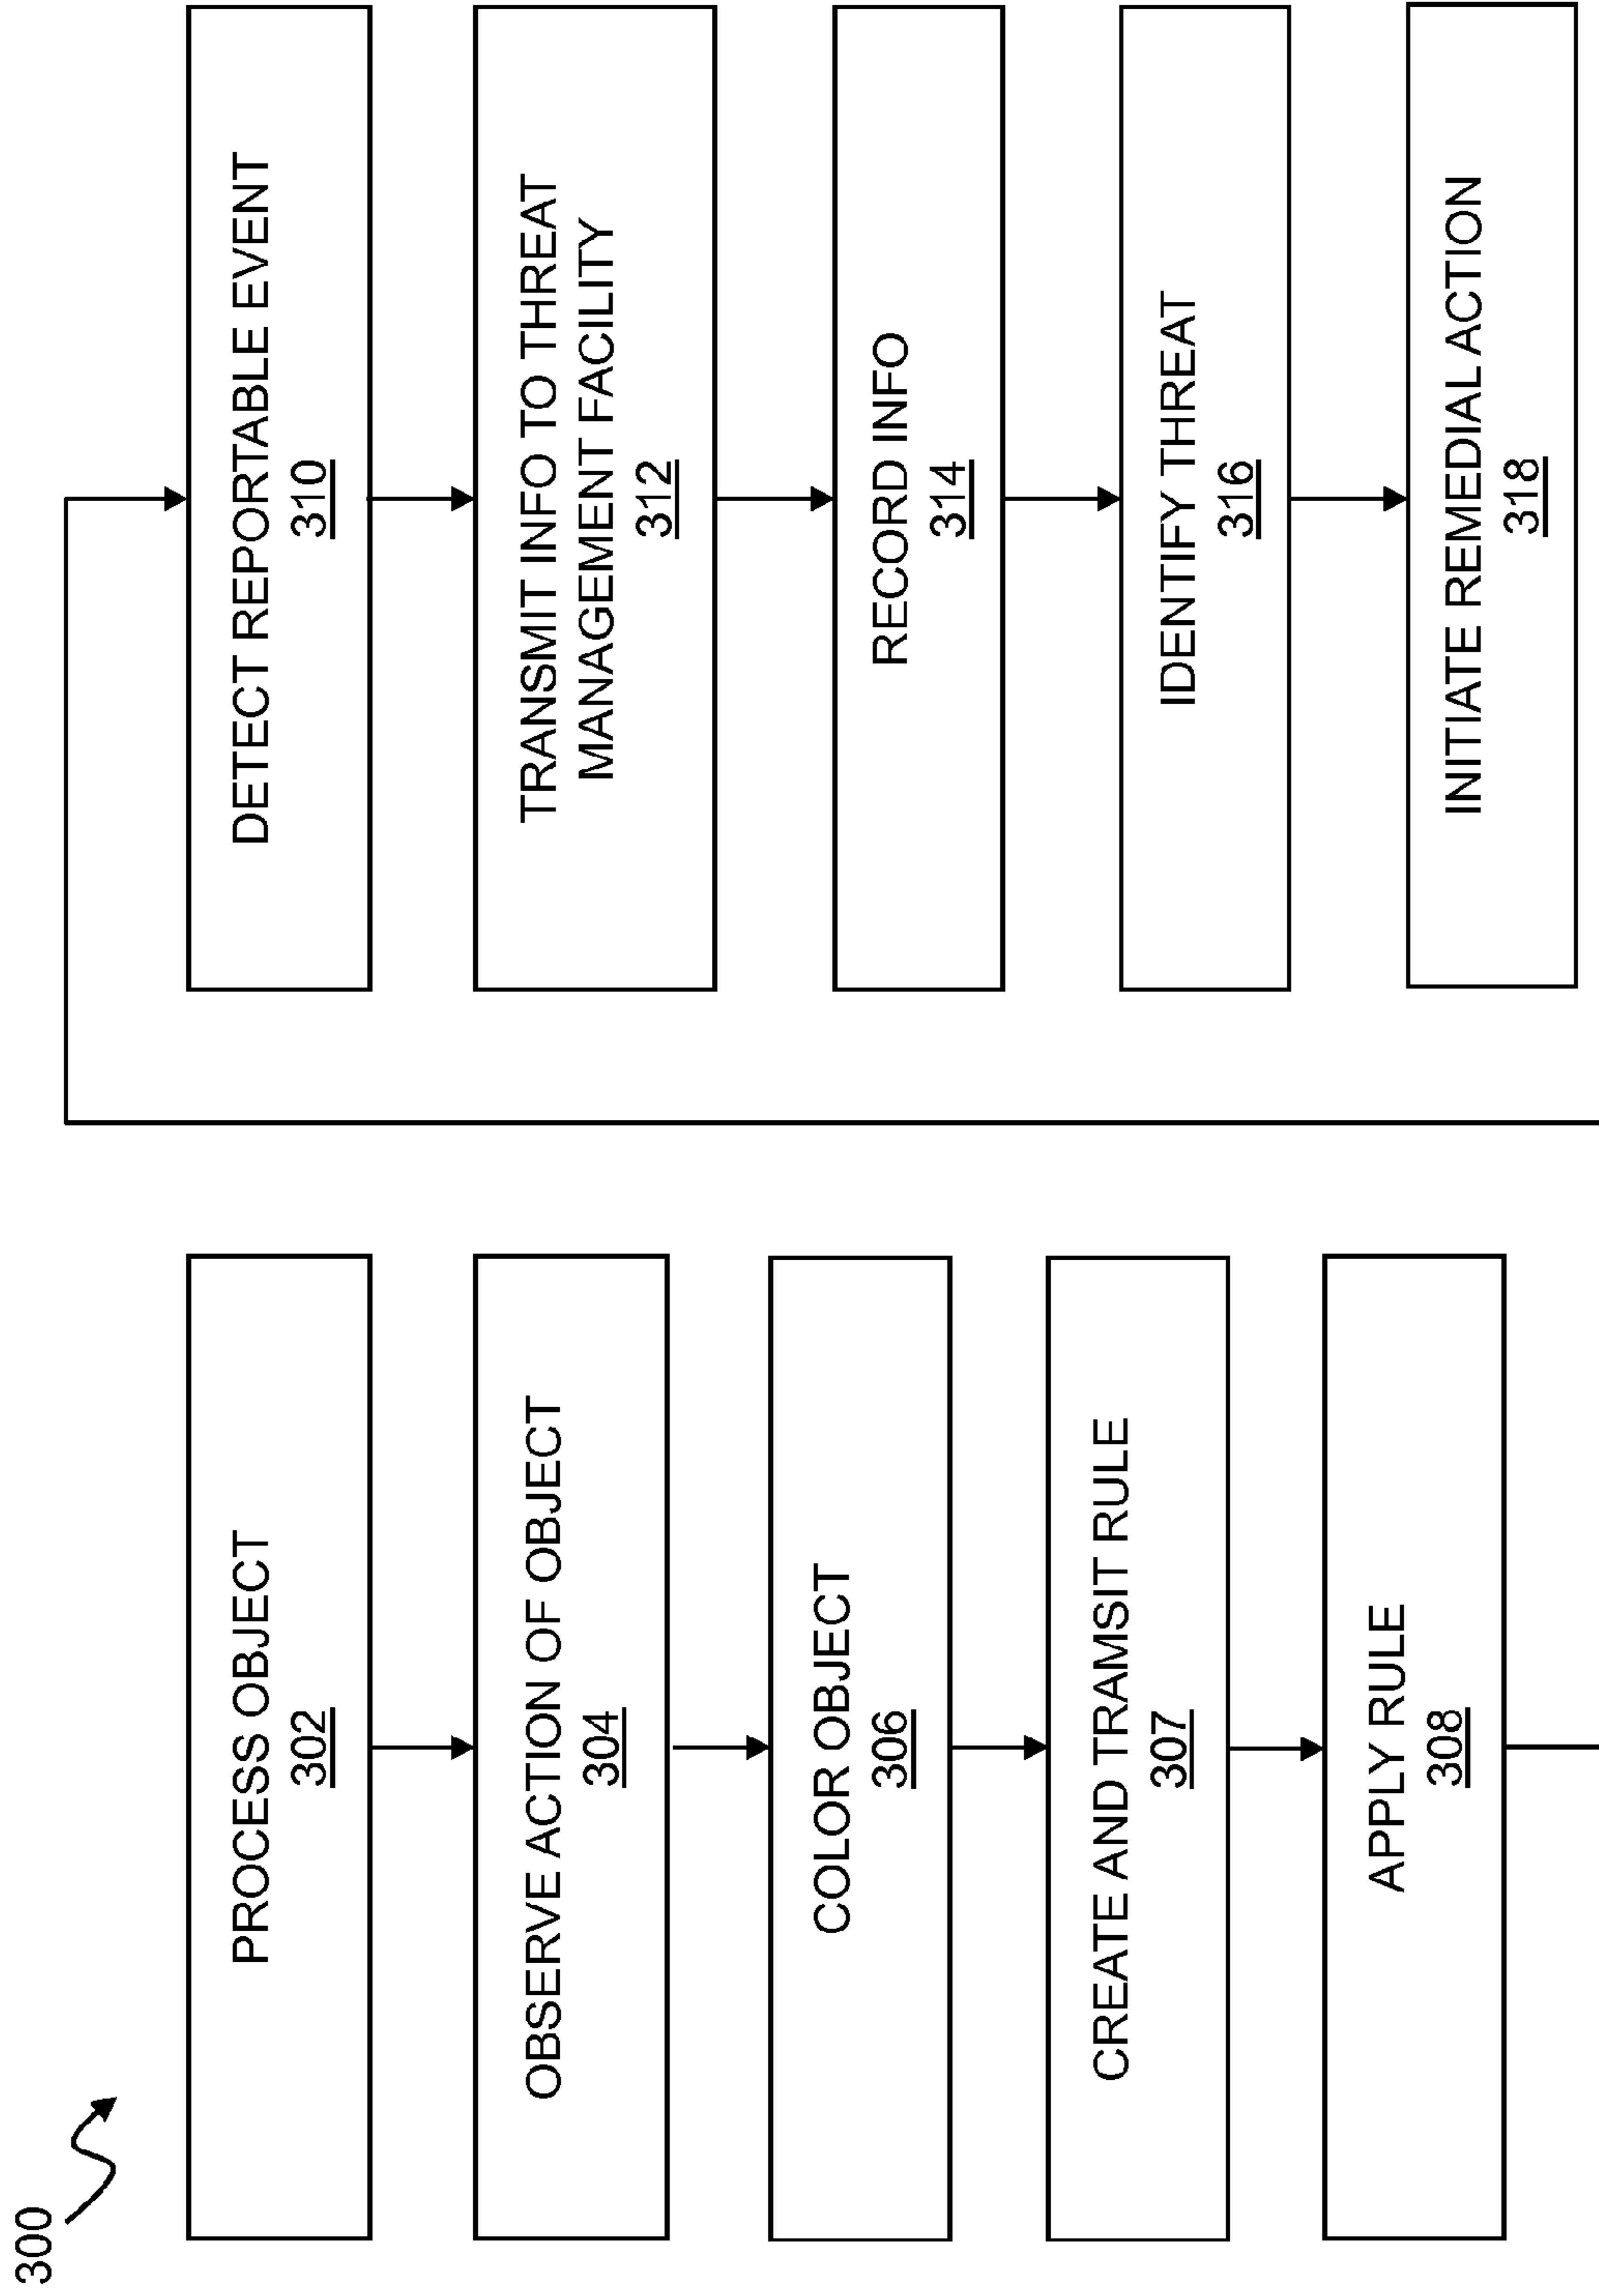 300
PROCESS OBJECT
302
OBSERVE ACTION OF OBJECT
304
COLOR OBJECT
306
CREATE AND TRAMSIT RULE
307
APPLY RULE
308
DETECT REPORTABLE EVENT
310
TRANSMIT INFO TO THREAT
MANAGEMENT FACILITY
312
RECORD INFO
314
IDENTIFY THREAT
316
INITIATE REMEDIAL ACTION
318